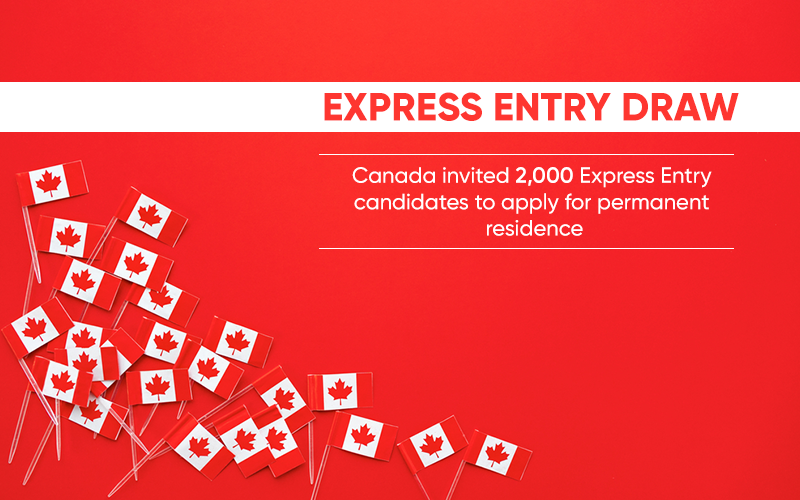 EXPRESS ENTRY DRAW
Canada invited 2,000 Express Entry
candidates to apply for permanent
residence